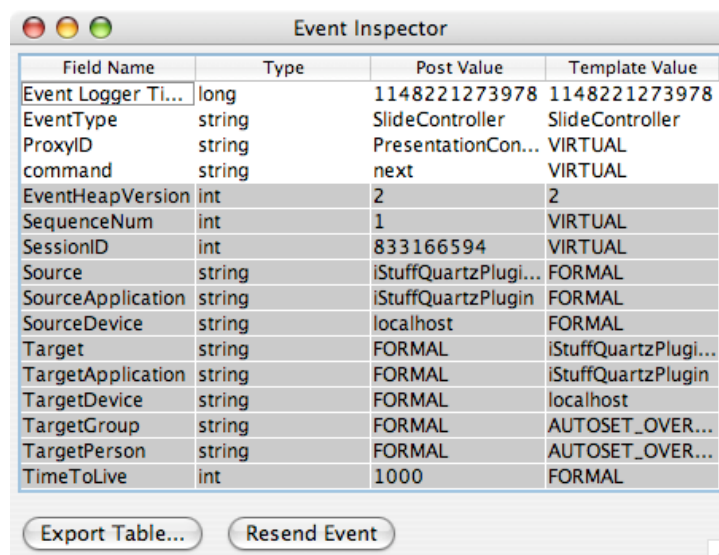 Event Inspector
Field Name Type Post Value Template Value
Event Logger Ti... long 1148221273978 1148221273978
EventType string SlideController SlideController
ProxyID string PresentationCon... VIRTUAL
command string next VIRTUAL
EventHeapVersion int 2 2
SequenceNum int 1 VIRTUAL
SessionID int 833166594 VIRTUAL
Source string iStuffQuartzPlugi... FORMAL
SourceApplication string iStuffQuartzPlugin FORMAL
SourceDevice string localhost FORMAL
Target string FORMAL iStuffQuartzPlugi...
TargetApplication string FORMAL iStuffQuartzPlugin
TargetDevice string FORMAL localhost
TargetGroup string FORMAL AUTOSET_OVER...
TargetPerson string FORMAL AUTOSET_OVER...
TimeToLive int 1000 FORMAL
Export Table... Resend Event